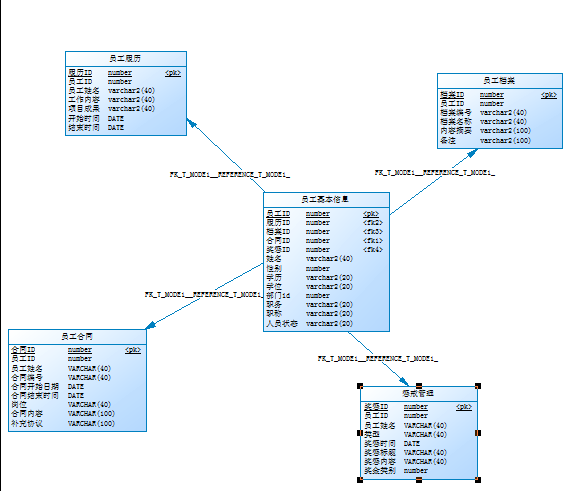 员工履历
履历ID number <pk>
员工ID number
员工姓名 varchar2(40)
工作内容 varchar2(40)
项目成果 varchar2(40)
开始时间 DATE
结束时间 DATE
员工档案
档案ID number <pk>
员工ID number
档案编号 varchar2(40)
档案名称 varchar2(40)
内容摘要 varchar2(100)
备注 varchar2(100)
FK_T_MODEi__REFERENCE_T_MODEi_
FK_T_MODEi__REFERENCE_T_MODEi_
员工基本信息
员工ID number <pk>
履历ID number <fk2>
档案ID number <fk3>
合同ID number <fk1>
奖惩ID number <fk4>
姓名 varchar2(40)
性别 number
学历 varchar2(20)
学位 varchar2(20)
部门id number
职务 varchar2(20)
职称 varchar2(20)
人员状态 varchar2(20)
FK_T_MODEi__REFERENCE_T_MODEi_
FK_T_MODEi__REFERENCE_T_MODEi_
员工合同
合同ID number <pk>
员工ID number
员工姓名 VARCHAR(40)
合同编号 VARCHAR(40)
合同开始日期 DATE
合同结束时间 DATE
岗位 VARCHAR(40)
合同内容 VARCHAR(100)
补充协议 VARCHAR(100)
惩戒管理
奖惩ID number <pk>
员工ID number
员工姓名 VARCHAR(40)
类型 VARCHAR(40)
奖惩时间 DATE
奖惩标题 VARCHAR(40)
奖惩内容 VARCHAR(40)
奖金类别 number